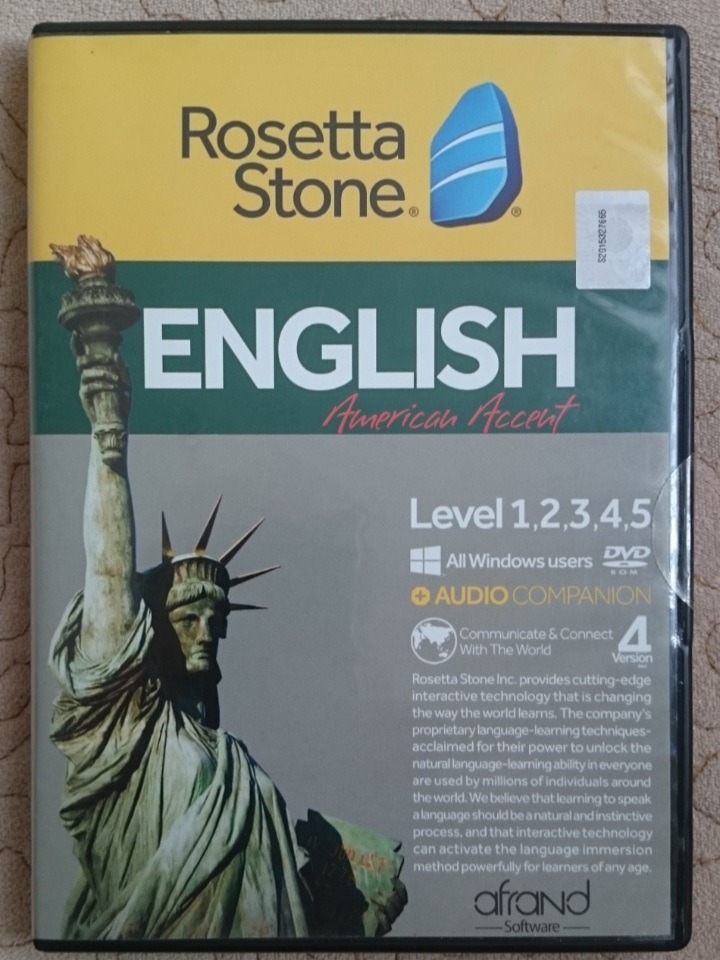 Rosetta
Stone®
®
S2015327665
ENGLISH
American Accent
Level 1,2,3,4,5
All Windows users DVD
ROM
+ AUDIO COMPANION
Communicate & Connect
With The World
4
Version
Rosetta Stone Inc. provides cutting-edge
interactive technology that is changing
the way the world learns. The company's
proprietary language-learning techniques-
acclaimed for their power to unlock the
natural language-learning ability in everyone
are used by millions of individuals around
the world. We believe that learning to speak
a language should be a natural and instinctive
process, and that interactive technology
can activate the language immersion
method powerfully for learners of any age.
afrand
Software